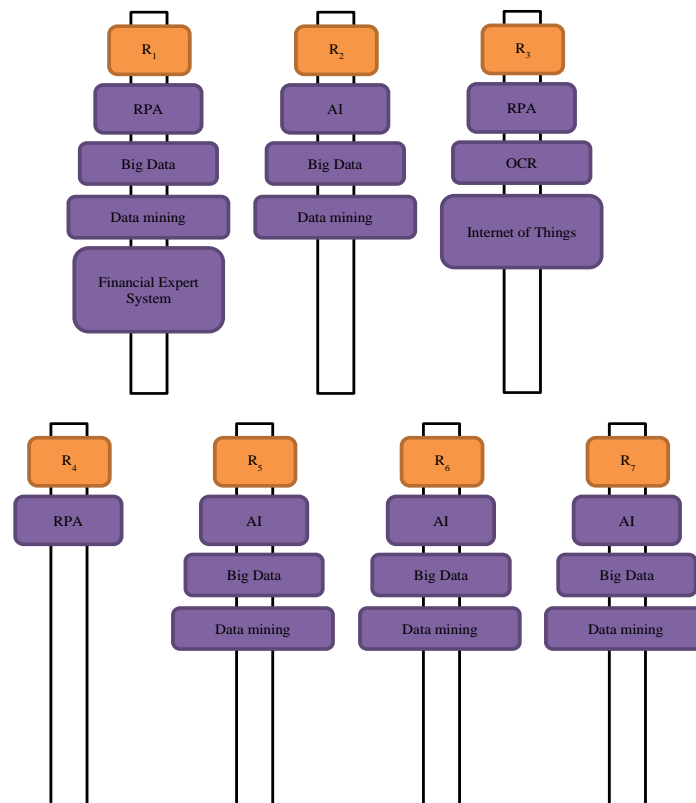 R₁
RPA
Big Data
Data mining
Financial Expert
System
R₂
AI
Big Data
Data mining
R₃
RPA
OCR
Internet of Things
R₄
RPA
R₅
AI
Big Data
Data mining
R₆
AI
Big Data
Data mining
R₇
AI
Big Data
Data mining